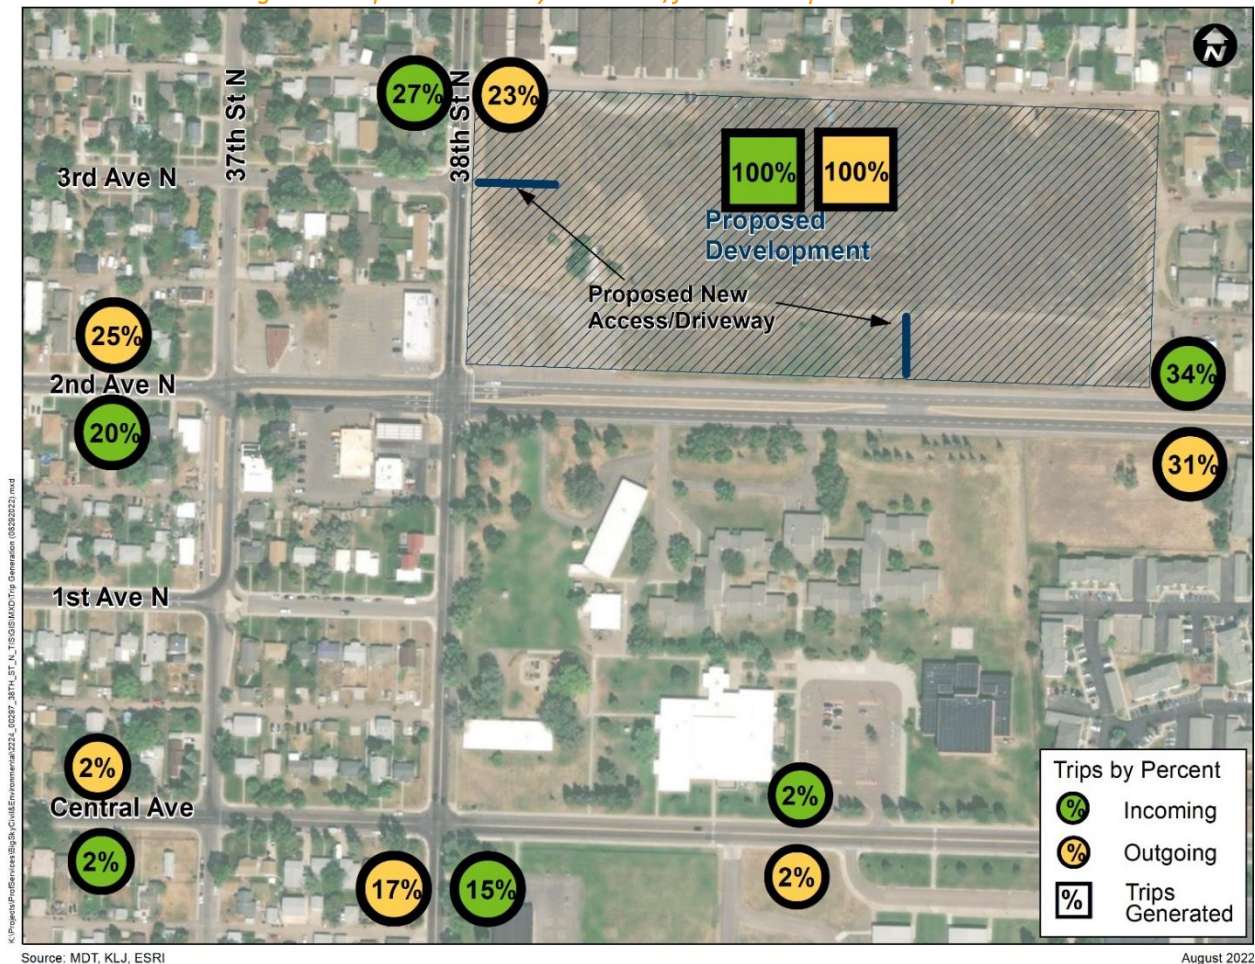 N
27%
23%
37th St N
38th St N
3rd Ave N
100%
100%
Proposed
Development
Proposed New
Access/Driveway
25%
2nd Ave N
20%
34%
31%
1st Ave N
2%
Central Ave
2%
2%
17%
15%
2%
Trips by Percent
% Incoming
% Outgoing
% Trips
Generated
Source: MDT, KLJ, ESRI
August 2022